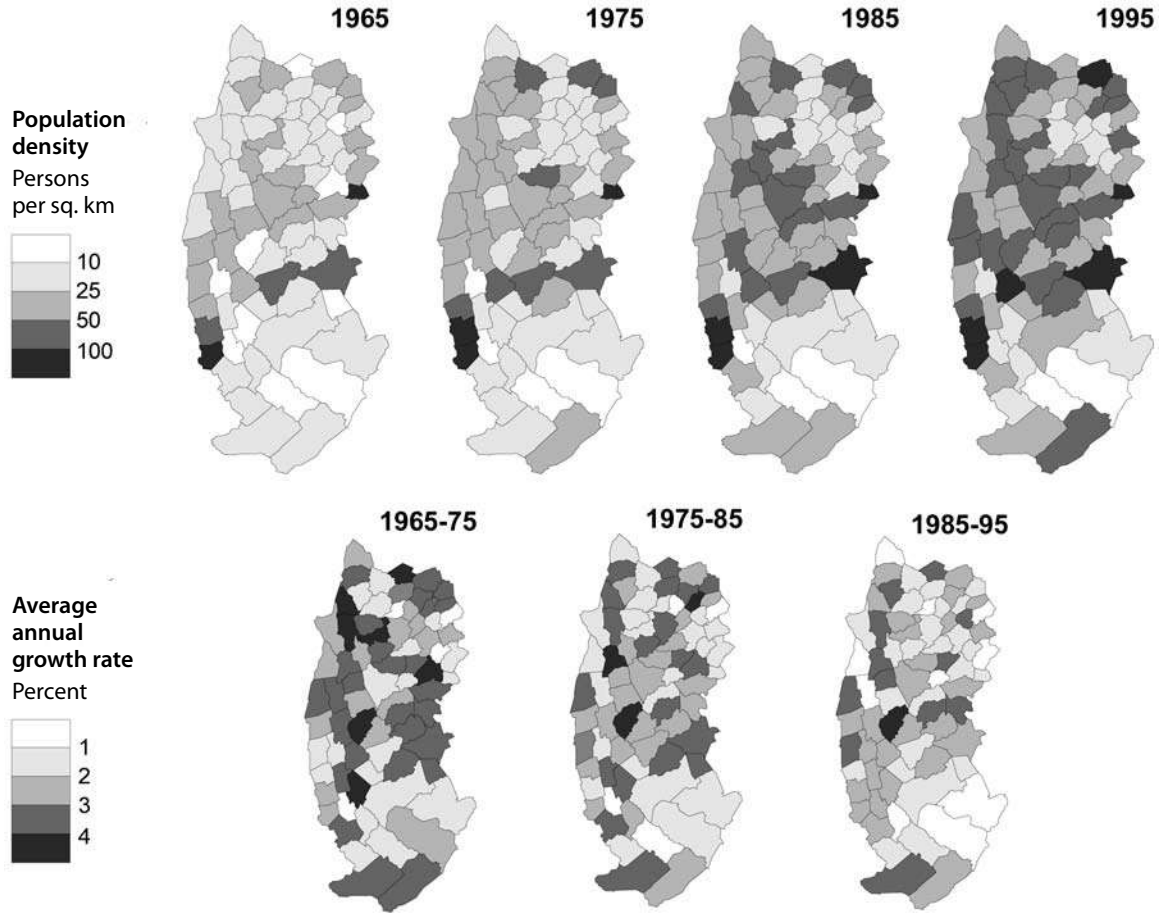 1965
1975
1985
1995
Population
density
Persons
per sq. km
10
25
50
100
1965-75
1975-85
1985-95
Average
annual
growth rate
Percent
1
2
3
4